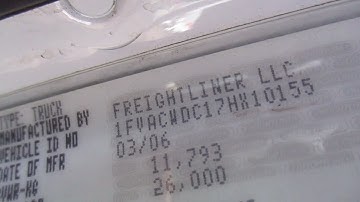 TYPE: TRUCK
MANUFACTURED BY FREIGHTLINER LLC
VEHICLE ID NO 1FVACWDC17HX10155
DATE OF MFR 03/06
GVWR-KG 11,793
26,000